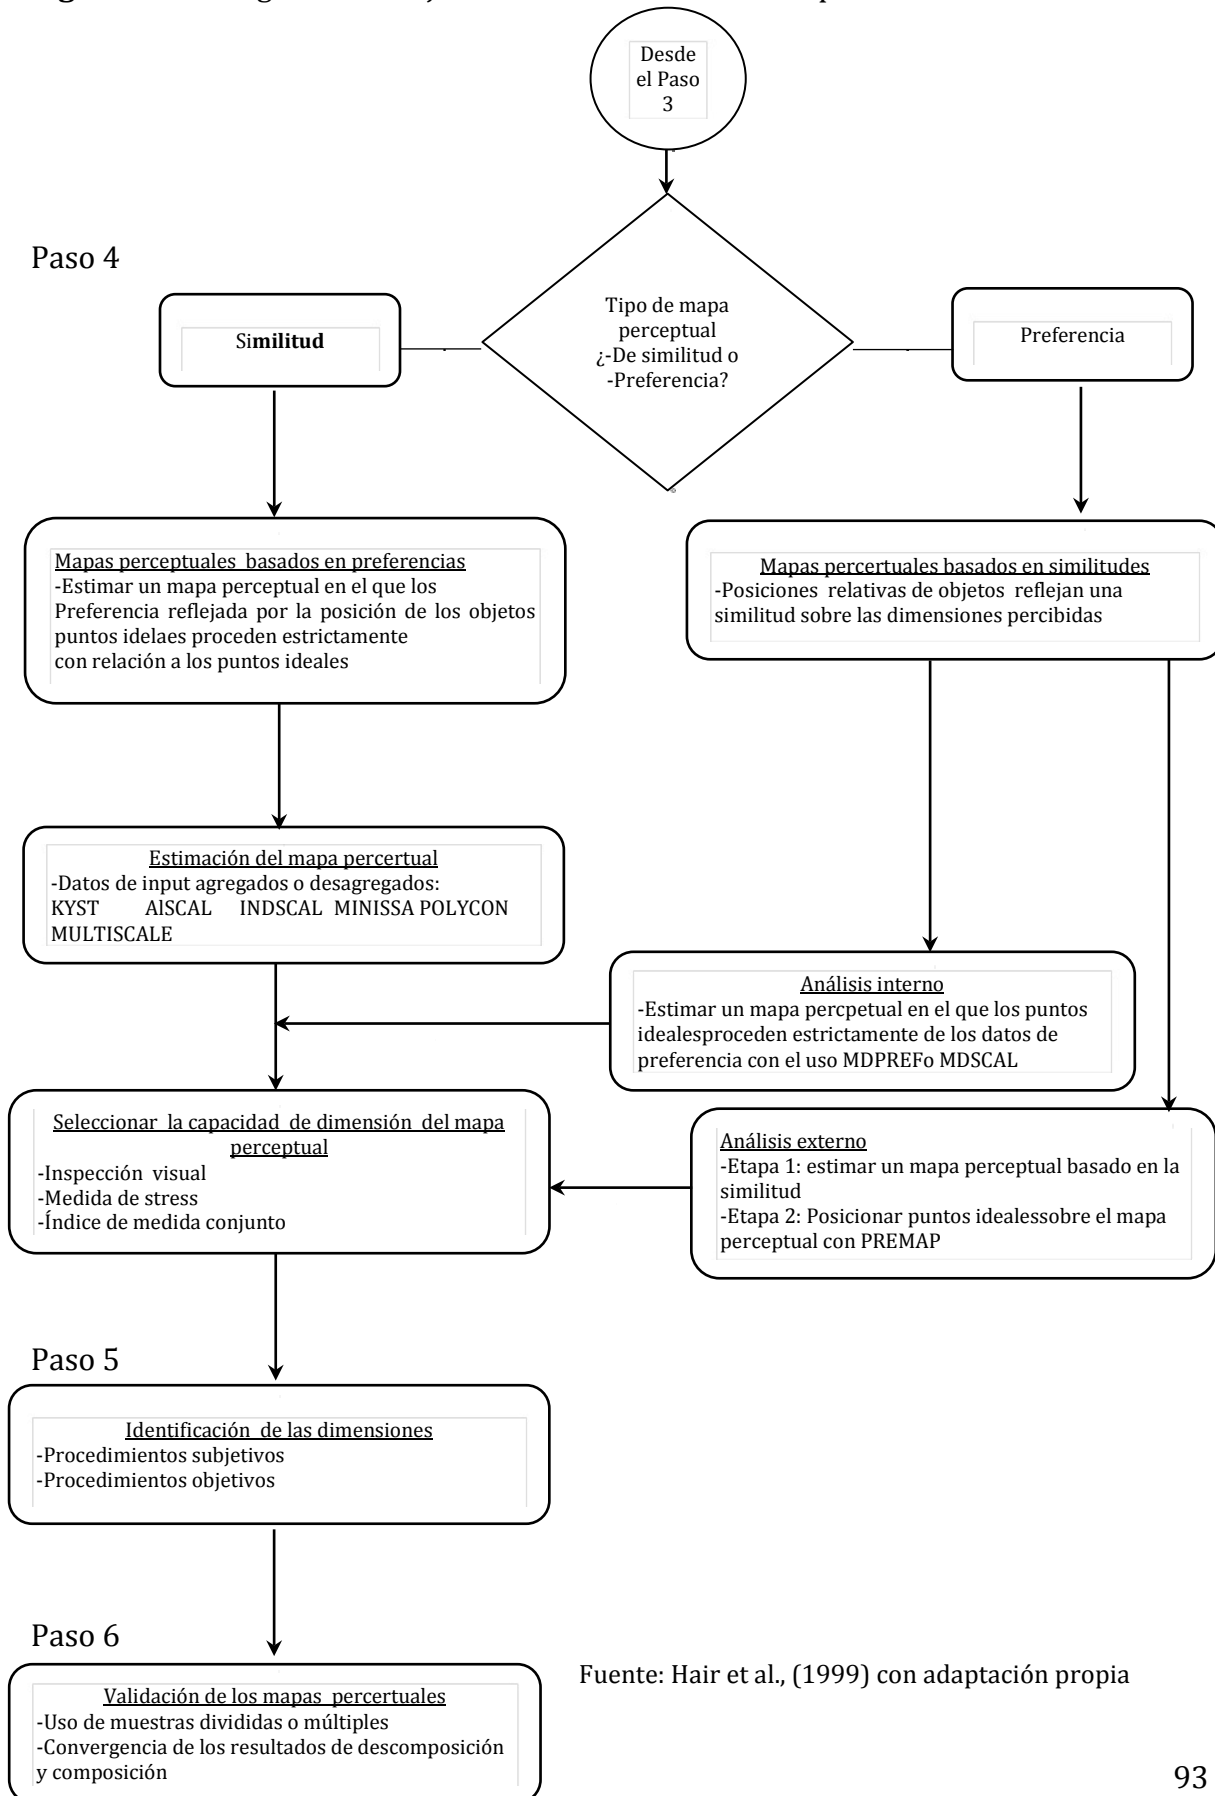 Desde
el Paso
3
Paso 4
Tipo de mapa
perceptual
¿-De similitud o
-Preferencia?
Similitud
Preferencia
Mapas perceptuales basados en preferencias
-Estimar un mapa perceptual en el que los
Preferencia reflejada por la posición de los objetos
puntos idelaes proceden estrictamente
con relación a los puntos ideales
Mapas percertuales basados en similitudes
-Posiciones relativas de objetos reflejan una
similitud sobre las dimensiones percibidas
Estimación del mapa percertual
-Datos de input agregados o desagregados:
KYST AlSCAL INDSCAL MINISSA POLYCON
MULTISCALE
Análisis interno
-Estimar un mapa percpetual en el que los puntos
idealesproceden estrictamente de los datos de
preferencia con el uso MDPREFo MDSCAL
Seleccionar la capacidad de dimensión del mapa
perceptual
-Inspección visual
-Medida de stress
-Índice de medida conjunto
Análisis externo
-Etapa 1: estimar un mapa perceptual basado en la
similitud
-Etapa 2: Posicionar puntos idealessobre el mapa
perceptual con PREMAP
Paso 5
Identificación de las dimensiones
-Procedimientos subjetivos
-Procedimientos objetivos
Paso 6
Validación de los mapas percertuales
-Uso de muestras divididas o múltiples
-Convergencia de los resultados de descomposición
y composición
Fuente: Hair et al., (1999) con adaptación propia
93